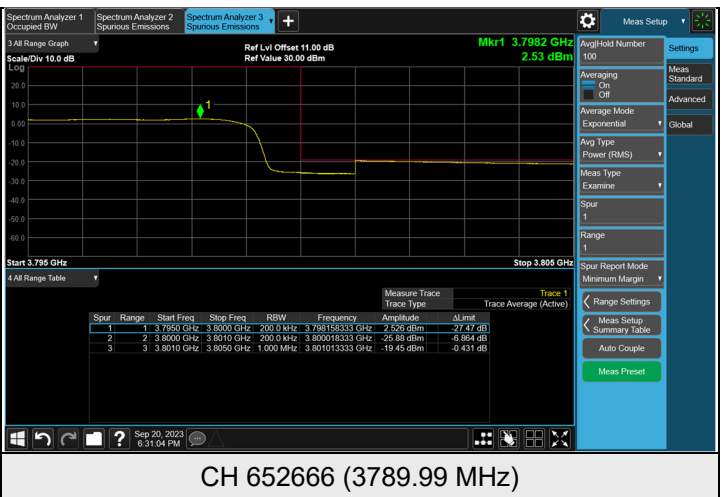 Spectrum Analyzer 1
Occupied BW
Spectrum Analyzer 2
Spurious Emissions
Spectrum Analyzer 3
Spurious Emissions
Meas Setup
3 All Range Graph
Scale/Div 10.0 dB
Ref Lvl Offset 11.00 dB
Ref Value 30.00 dBm
Mkr1 3.7982 GHz
2.53 dBm
Log
20.0
10.0
0.00
-10.0
-20.0
-30.0
-40.0
-50.0
-60.0
1
Start 3.795 GHz
Stop 3.805 GHz
4 All Range Table
Measure Trace Trace 1
Trace Type Trace Average (Active)
Spur Range Start Freq Stop Freq RBW Frequency Amplitude ΔLimit
1 1 3.7950 GHz 3.8000 GHz 200.0 kHz 3.798158333 GHz 2.526 dBm -27.47 dB
2 2 3.8000 GHz 3.8010 GHz 200.0 kHz 3.800018333 GHz -25.88 dBm -6.864 dB
3 3 3.8010 GHz 3.8050 GHz 1.000 MHz 3.801013333 GHz -19.45 dBm -0.431 dB
Avg|Hold Number
100
Averaging
On
Off
Average Mode
Exponential
Avg Type
Power (RMS)
Meas Type
Examine
Spur
1
Range
1
Spur Report Mode
Minimum Margin
Range Settings
Meas Setup
Summary Table
Auto Couple
Meas Preset
Settings
Meas
Standard
Advanced
Global
Sep 20, 2023
6:31:04 PM
CH 652666 (3789.99 MHz)